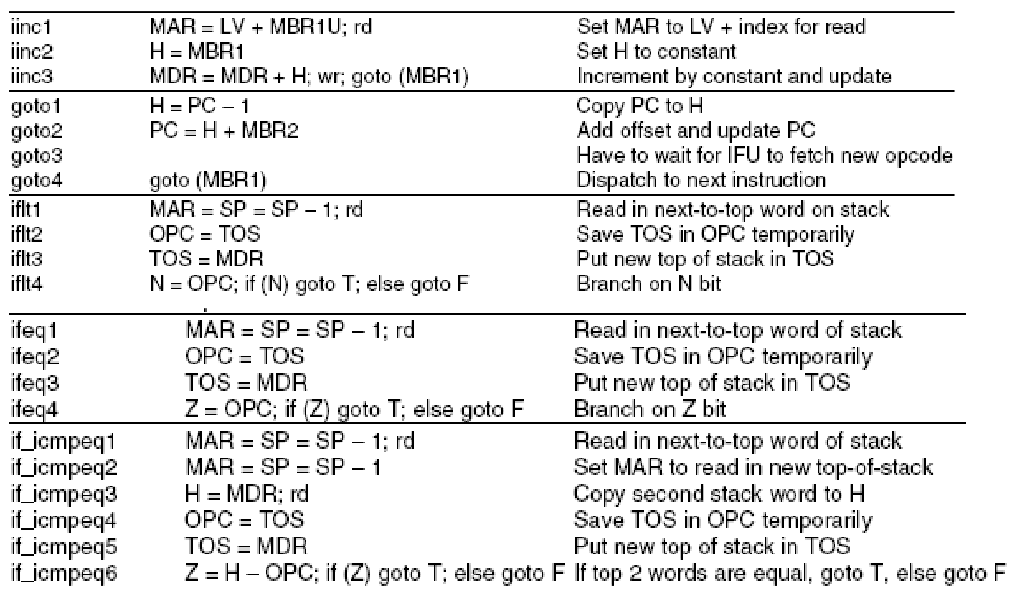 iinc1 MAR = LV + MBR1U; rd Set MAR to LV + index for read
iinc2 H = MBR1 Set H to constant
iinc3 MDR = MDR + H; wr; goto (MBR1) Increment by constant and update
goto1 H = PC – 1 Copy PC to H
goto2 PC = H + MBR2 Add offset and update PC
goto3 Have to wait for IFU to fetch new opcode
goto4 goto (MBR1) Dispatch to next instruction
iflt1 MAR = SP = SP – 1; rd Read in next-to-top word on stack
iflt2 OPC = TOS Save TOS in OPC temporarily
iflt3 TOS = MDR Put new top of stack in TOS
iflt4 N = OPC; if (N) goto T; else goto F Branch on N bit
ifeq1 MAR = SP = SP – 1; rd Read in next-to-top word of stack
ifeq2 OPC = TOS Save TOS in OPC temporarily
ifeq3 TOS = MDR Put new top of stack in TOS
ifeq4 Z = OPC; if (Z) goto T; else goto F Branch on Z bit
if_icmpeq1 MAR = SP = SP – 1; rd Read in next-to-top word of stack
if_icmpeq2 MAR = SP = SP – 1 Set MAR to read in new top-of-stack
if_icmpeq3 H = MDR; rd Copy second stack word to H
if_icmpeq4 OPC = TOS Save TOS in OPC temporarily
if_icmpeq5 TOS = MDR Put new top of stack in TOS
if_icmpeq6 Z = H – OPC; if (Z) goto T; else goto F If top 2 words are equal, goto T, else goto F